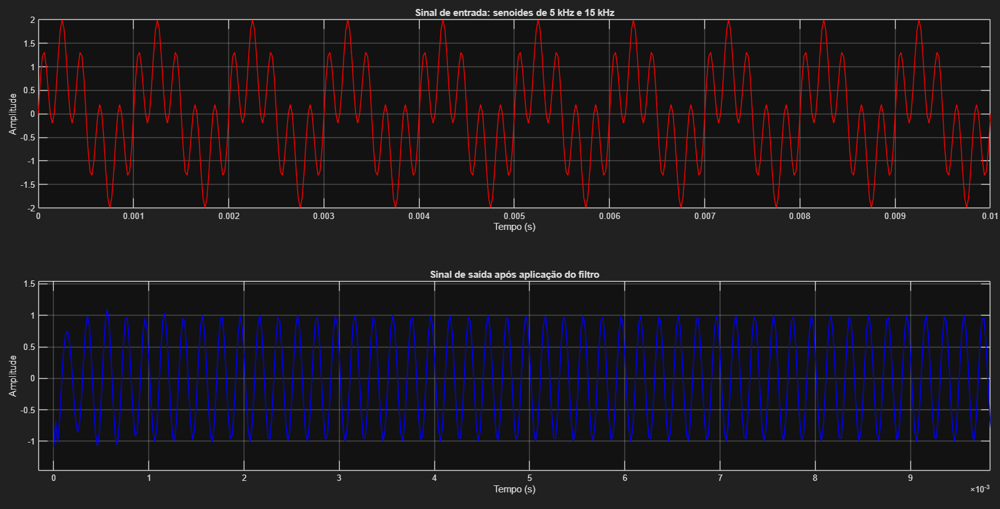 Sinal de entrada: senoides de 5 kHz e 15 kHz
2
1.5
1
0.5
0
-0.5
-1
-1.5
-2
Amplitude
0 0.001 0.002 0.003 0.004 0.005 0.006 0.007 0.008 0.009 0.01
Tempo (s)
Sinal de saída após aplicação do filtro
1.5
1
0.5
0
-0.5
-1
Amplitude
0 1 2 3 4 5 6 7 8 9
Tempo (s)
×10⁻³